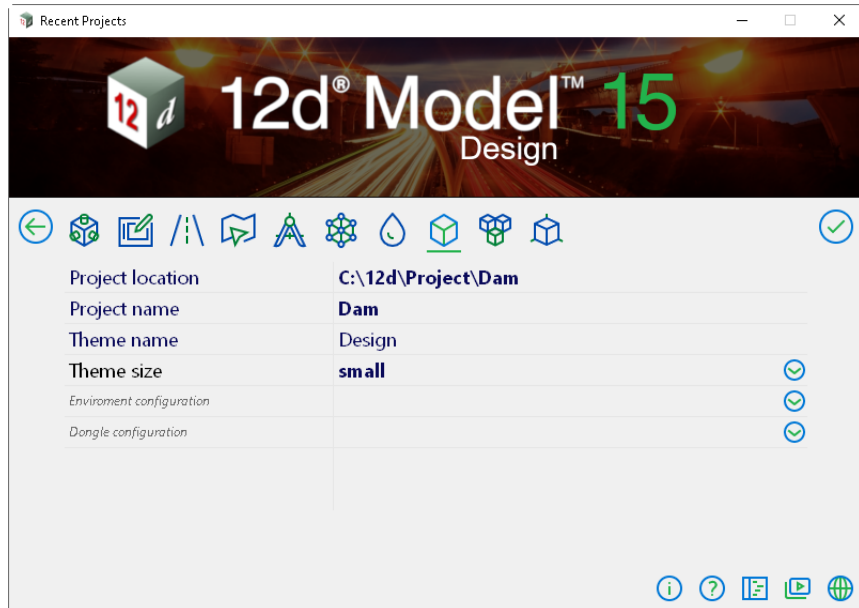 Recent Projects
12 d 12d® Model™ 15
Design
Project location C:\12d\Project\Dam
Project name Dam
Theme name Design
Theme size small
Enviroment configuration
Dongle configuration